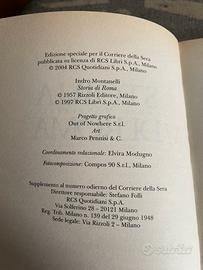 Edizione speciale per il Corriere della Sera
pubblicata su licenza di RCS Libri S.p.A., Milano
© 2004 RCS Quotidiani S.p.A., Milano
Indro Montanelli
Storia di Roma
© 1957 Rizzoli Editore, Milano
© 1997 RCS Libri S.p.A., Milano
Progetto grafico
Out of Nowhere S.r.l.
Art
Marco Pennisi & C.
Coordinamento redazionale: Elvira Modugno
Fotocomposizione: Compos 90 S.r.l., Milano
Supplemento al numero odierno del Corriere della Sera
Direttore responsabile: Stefano Folli
RCS Quotidiani S.p.A.
Via Solferino 28 – 20121 Milano
Reg. Trib. Milano n. 139 del 29 giugno 1948
Sede legale: Via Rizzoli 2 – Milano
subito